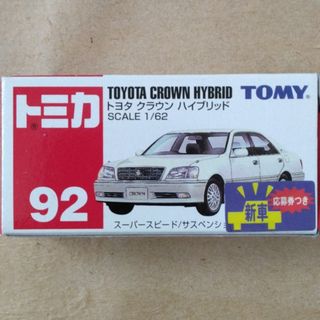 トミカ
TOYOTA CROWN HYBRID
トヨタ クラウン ハイブリッド
SCALE 1/62
TOMY
92
新車
応募券つき
スーパースピード/サスペンショ